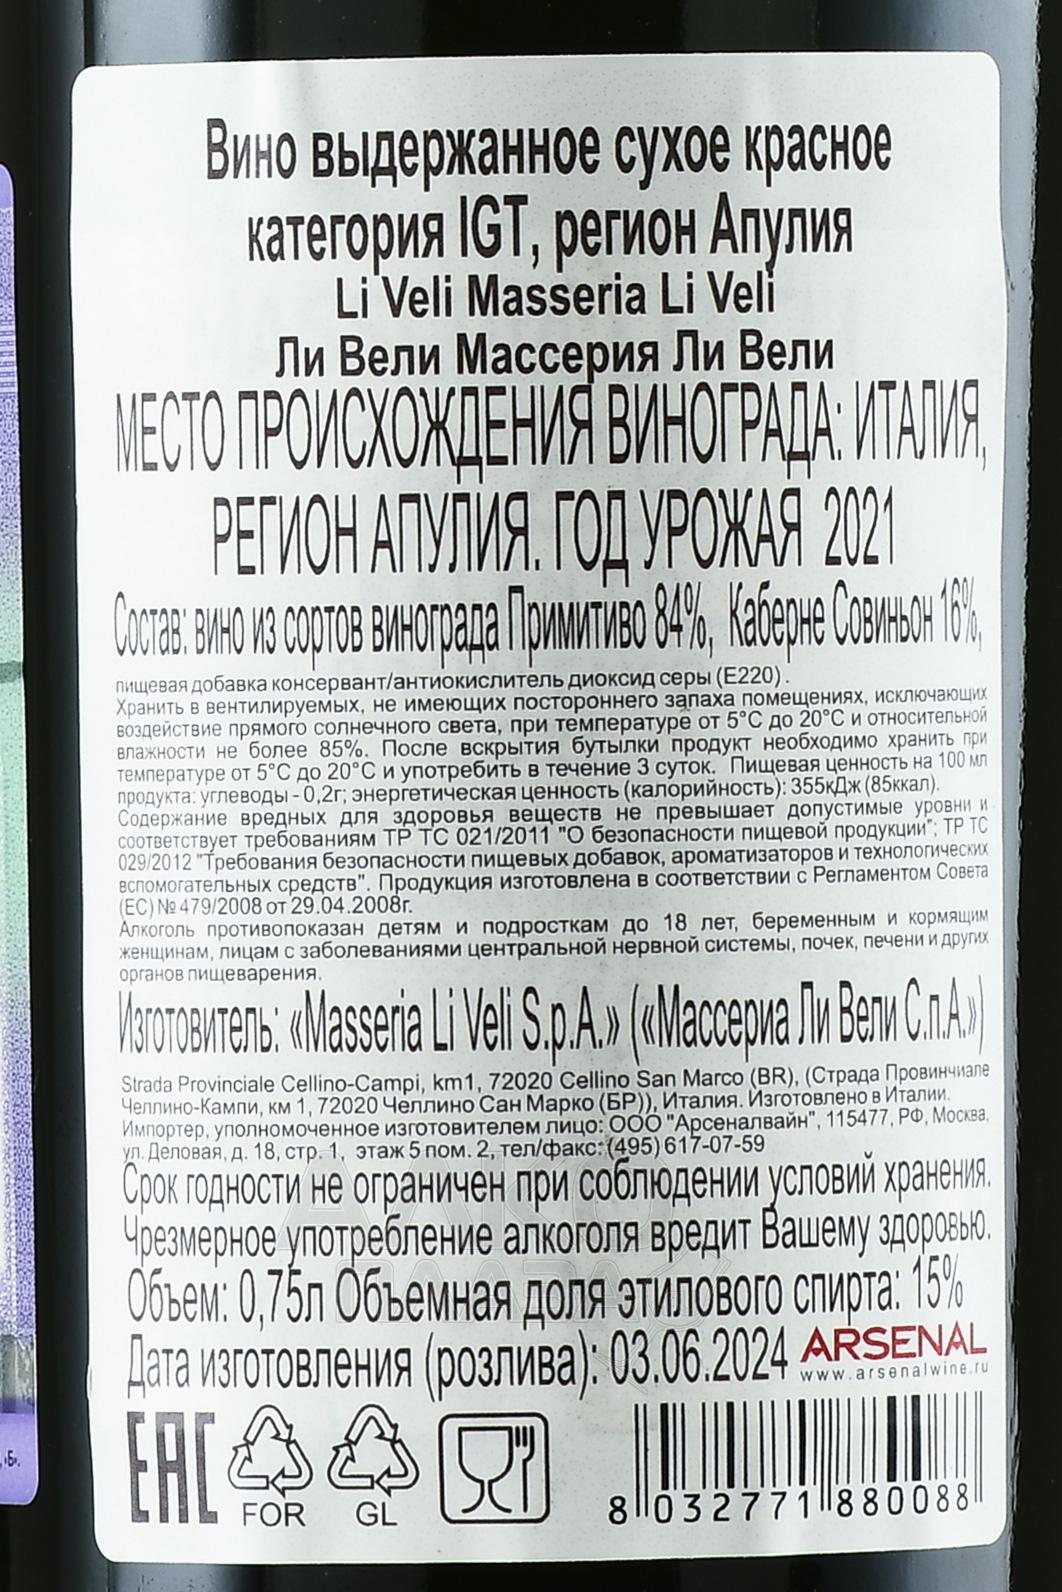 Вино выдержанное сухое красное
категория IGT, регион Апулия
Li Veli Masseria Li Veli
Ли Вели Массерия Ли Вели
МЕСТО ПРОИСХОЖДЕНИЯ ВИНОГРАДА: ИТАЛИЯ,
РЕГИОН АПУЛИЯ. ГОД УРОЖАЯ 2021
Состав: вино из сортов винограда Примитиво 84%, Каберне Совиньон 16%,
пищевая добавка консервант/антиокислитель диоксид серы (E220) .
Хранить в вентилируемых, не имеющих постороннего запаха помещениях, исключающих
воздействие прямого солнечного света, при температуре от 5°C до 20°C и относительной
влажности не более 85%. После вскрытия бутылки продукт необходимо хранить при
температуре от 5°C до 20°C и употребить в течение 3 суток. Пищевая ценность на 100 мл
продукта: углеводы - 0,2г; энергетическая ценность (калорийность): 355кДж (85ккал).
Содержание вредных для здоровья веществ не превышает допустимые уровни и
соответствует требованиям ТР ТС 021/2011 "О безопасности пищевой продукции"; ТР ТС
029/2012 "Требования безопасности пищевых добавок, ароматизаторов и технологических
вспомогательных средств". Продукция изготовлена в соответствии с Регламентом Совета
(ЕС) № 479/2008 от 29.04.2008г.
Алкоголь противопоказан детям и подросткам до 18 лет, беременным и кормящим
женщинам, лицам с заболеваниями центральной нервной системы, почек, печени и других
органов пищеварения.
Изготовитель: «Masseria Li Veli S.p.A.» («Массериа Ли Вели С.п.А.»)
Strada Provinciale Cellino-Campi, km1, 72020 Cellino San Marco (BR), (Страда Провинчиале
Челлино-Кампи, км 1, 72020 Челлино Сан Марко (БР)), Италия. Изготовлено в Италии.
Импортер, уполномоченное изготовителем лицо: ООО "Арсеналвайн", 115477, РФ, Москва,
ул. Деловая, д. 18, стр. 1, этаж 5 пом. 2, тел/факс: (495) 617-07-59
Срок годности не ограничен при соблюдении условий хранения.
Чрезмерное употребление алкоголя вредит Вашему здоровью.
Объем: 0,75л Объемная доля этилового спирта: 15%
Дата изготовления (розлива): 03.06.2024 ARSENAL
www.arsenalwine.ru
EAC
FOR GL
8 032771 880088